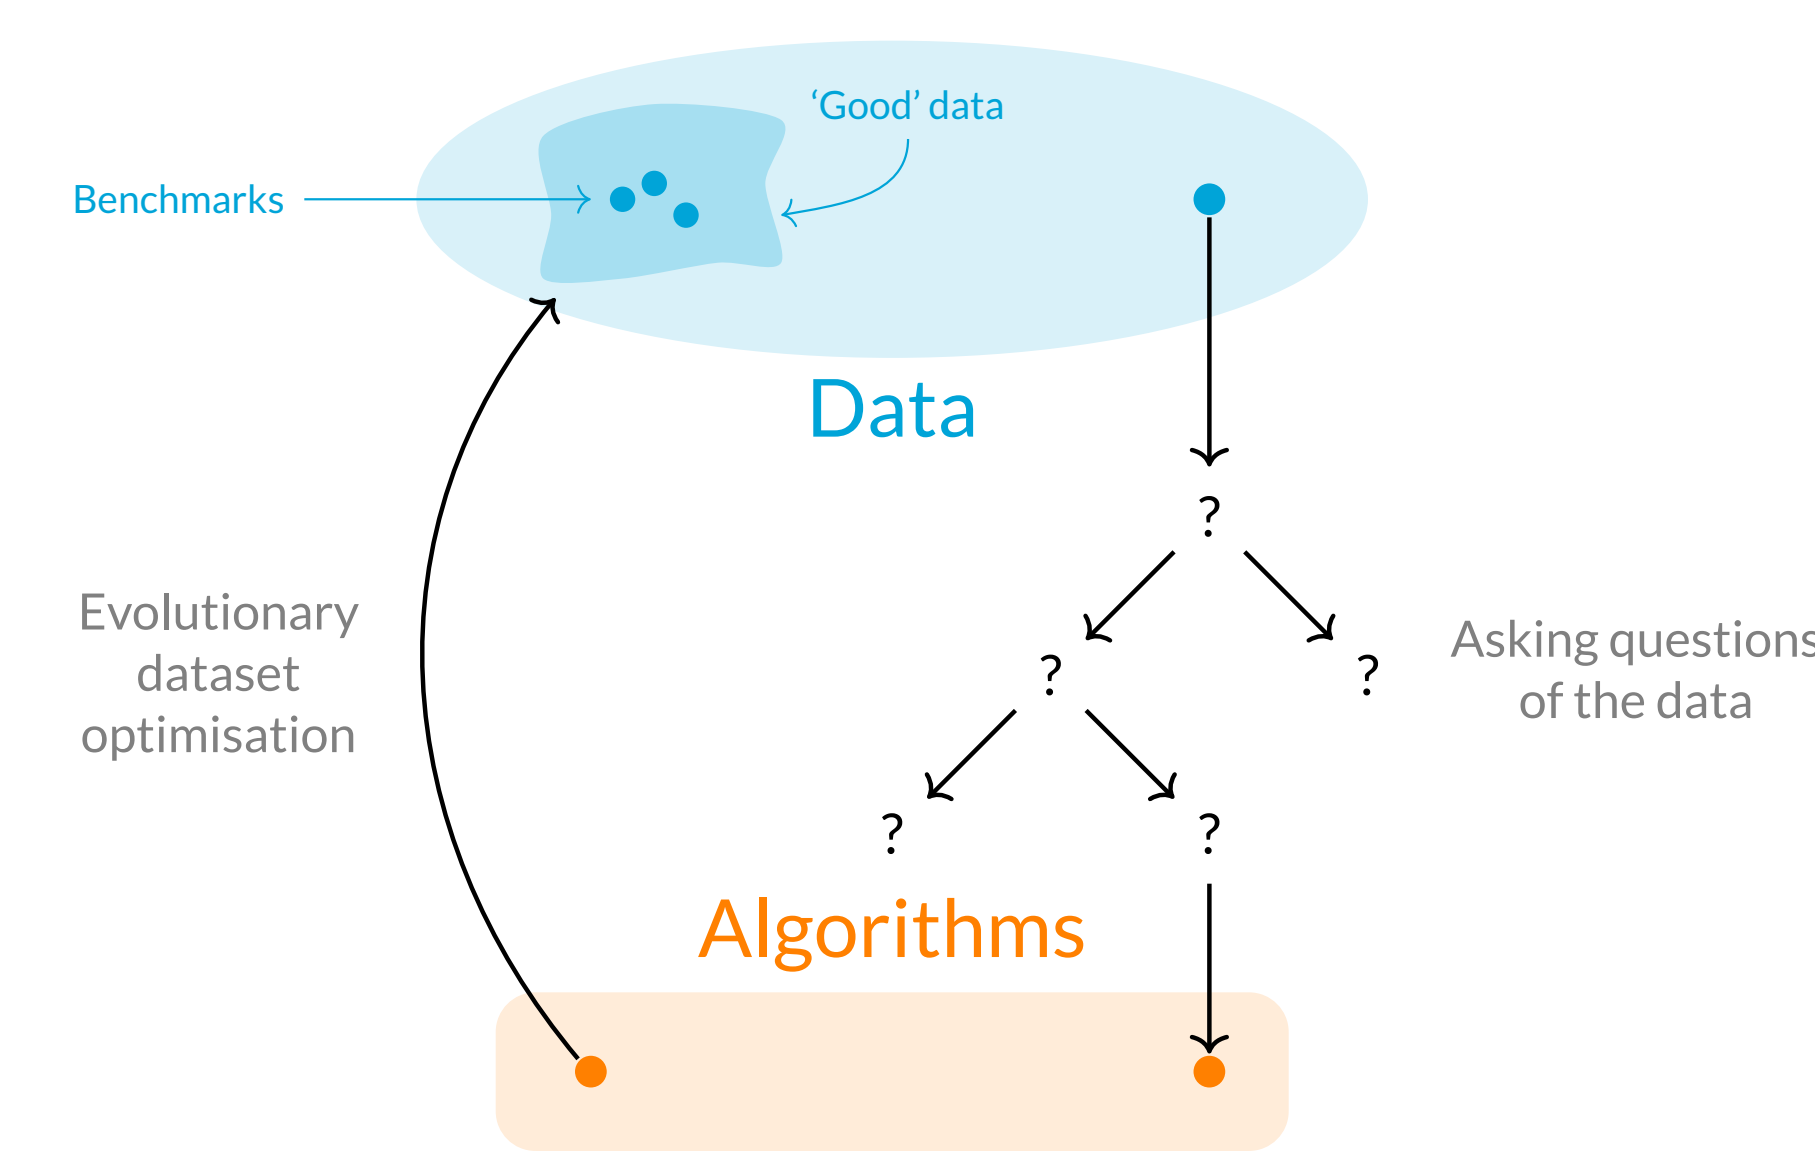 ‘Good’ data
Benchmarks
Data
?
Evolutionary
dataset
optimisation
?
?
Asking questions
of the data
?
?
Algorithms